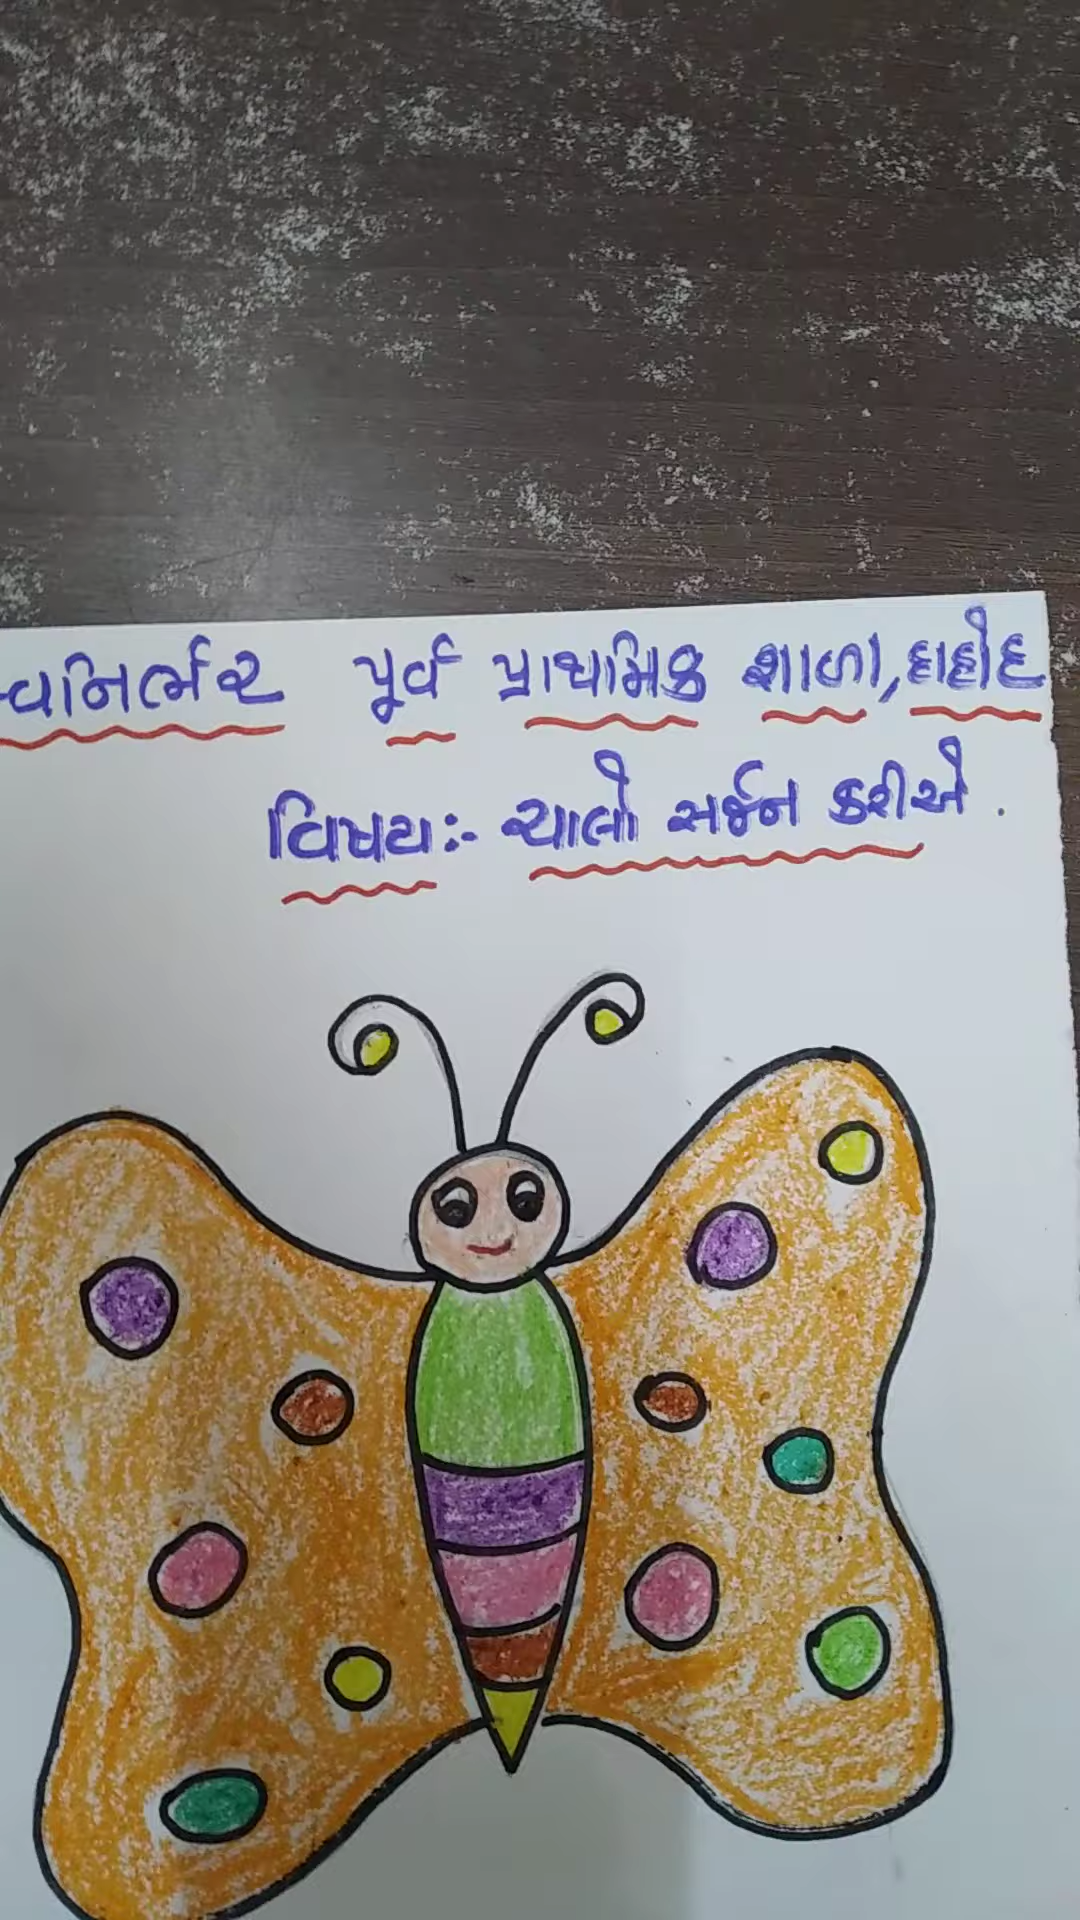 સ્વનિર્ભર પૂર્વ પ્રાથમિક શાળા, દાહોદ
વિષય:- ચાલો સર્જન કરીએ.